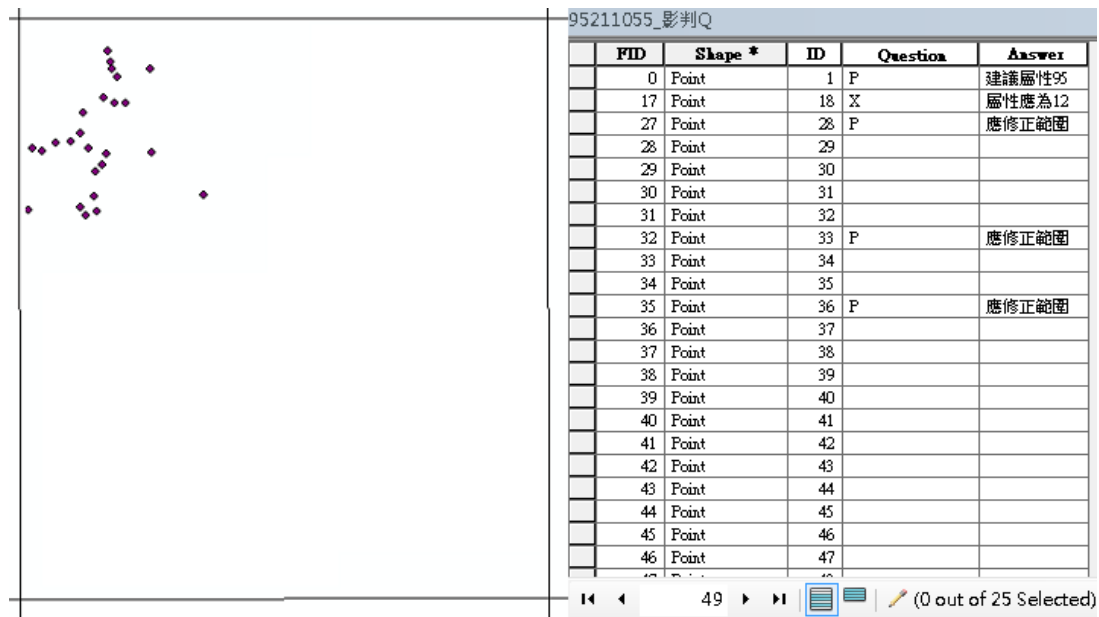 95211055_影判Q
FID Shape * ID Question Answer
0 Point 1 P 建議屬性95
17 Point 18 X 屬性應為12
27 Point 28 P 應修正範圍
28 Point 29
29 Point 30
30 Point 31
31 Point 32
32 Point 33 P 應修正範圍
33 Point 34
34 Point 35
35 Point 36 P 應修正範圍
36 Point 37
37 Point 38
38 Point 39
39 Point 40
40 Point 41
41 Point 42
42 Point 43
43 Point 44
44 Point 45
45 Point 46
46 Point 47
49 (0 out of 25 Selected)